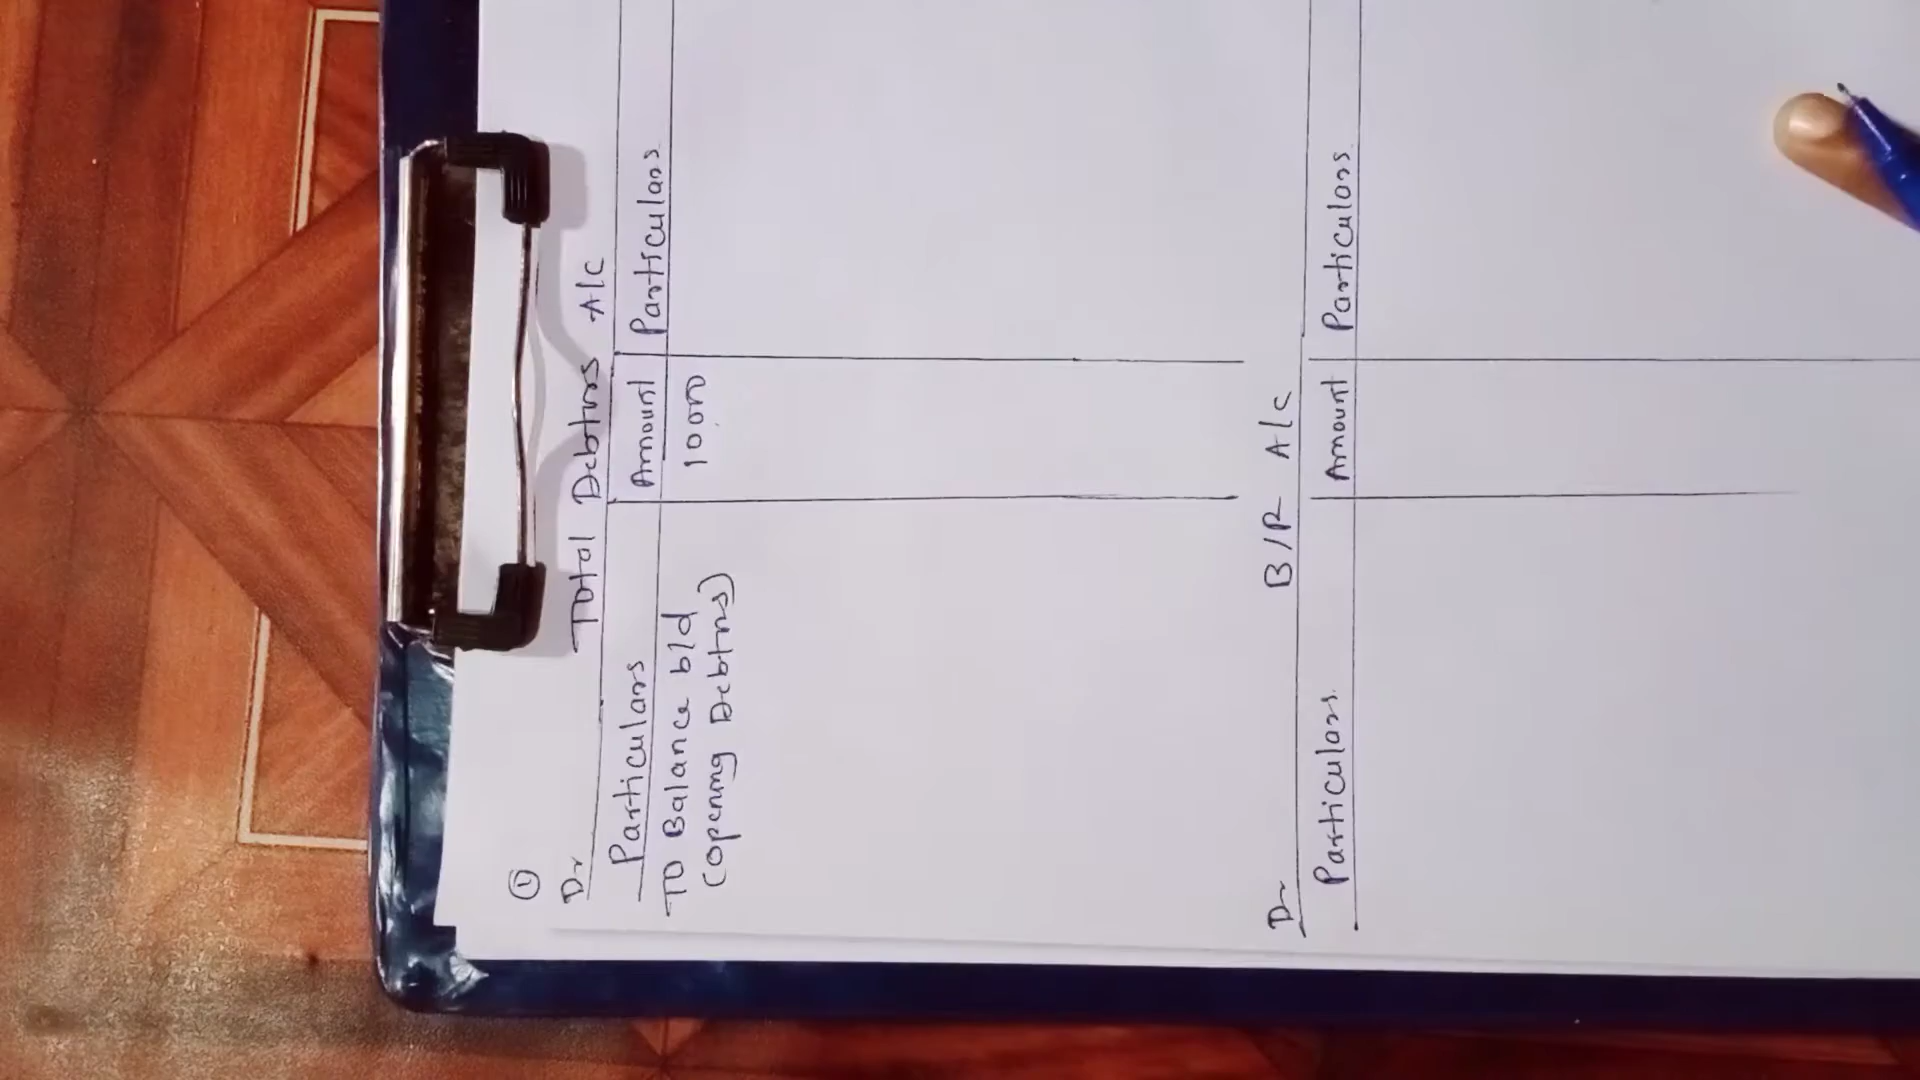 ①
Dr Total Debtors A/c
Particulars Amount Particulars
To Balance b/d 10000
(opening Debtors)
Dr B/R A/c
Particulars Amount Particulars